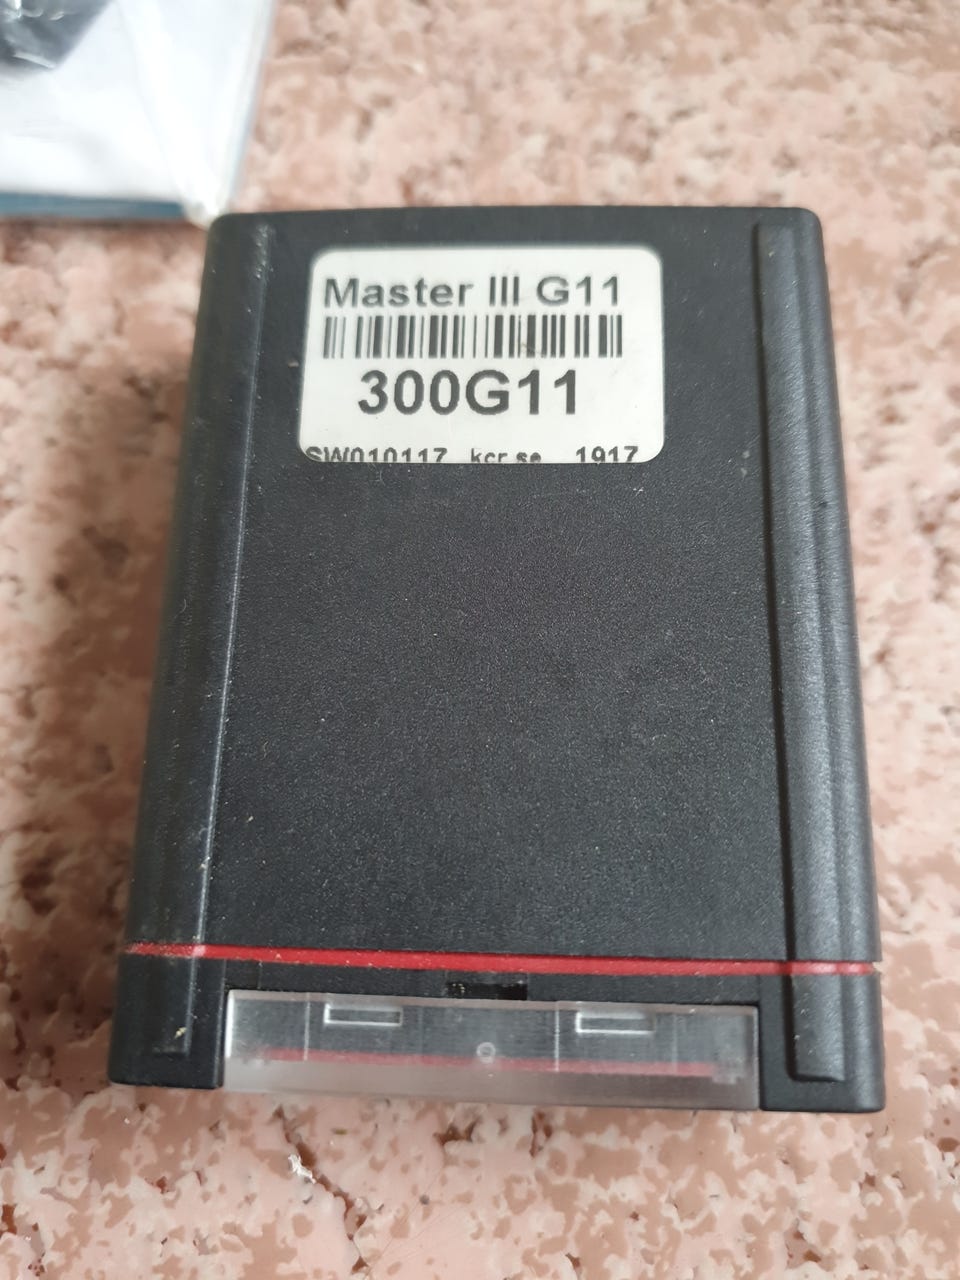 Master III G11
300G11
SW010117 kcr.se 1917